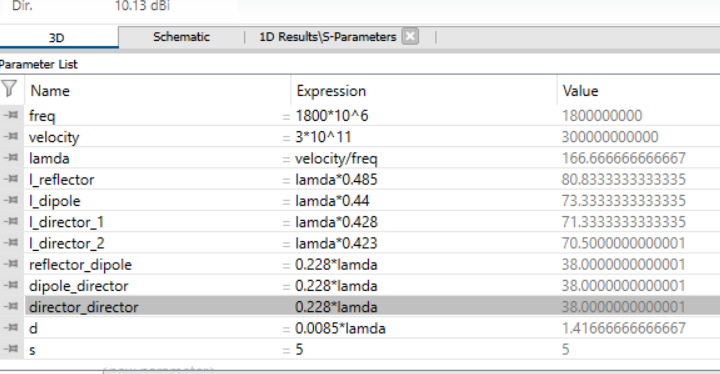 Dir. 10.13 dBi
3D Schematic 1D Results\S-Parameters
Parameter List
Name Expression Value
freq = 1800*10^6 1800000000
velocity = 3*10^11 300000000000
lamda = velocity/freq 166.666666666667
l_reflector = lamda*0.485 80.8333333333335
l_dipole = lamda*0.44 73.3333333333335
l_director_1 = lamda*0.428 71.3333333333335
l_director_2 = lamda*0.423 70.5000000000001
reflector_dipole = 0.228*lamda 38.0000000000001
dipole_director = 0.228*lamda 38.0000000000001
director_director = 0.228*lamda 38.0000000000001
d = 0.0085*lamda 1.41666666666667
s = 5 5